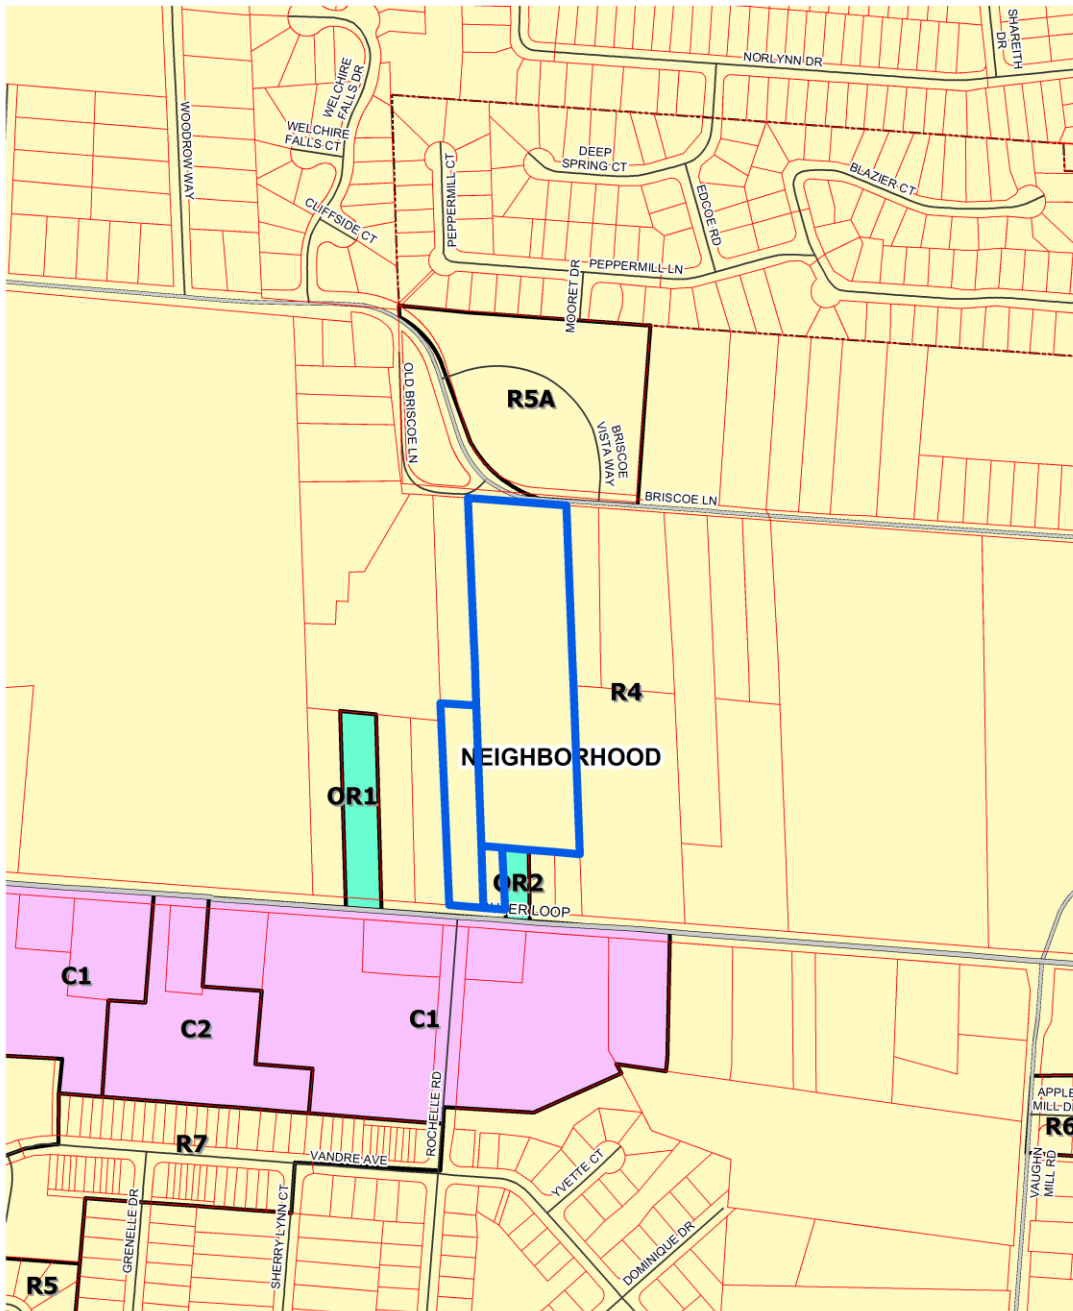 SHAREITH
DR
NORLYNN DR
WELCHIRE
FALLS DR
WOODROW WAY
WELCHIRE
FALLS CT
DEEP
SPRING CT
PEPPERMILL CT
BLAZIER CT
EDCOE RD
CLIFFSIDE CT
PEPPERMILL LN
MOORET DR
OLD BRISCOE LN
R5A
BRISCOE
VISTA WAY
BRISCOE LN
R4
NEIGHBORHOOD
OR1
OR2
LOOP
C1
C2
C1
ROCHELLE RD
APPLE
MILL D
R6
R7
VANDRE AVE
VAUGHN
MILL RD
YVETTE CT
GRENELLE DR
SHERRY LYNN CT
DOMINIQUE DR
R5